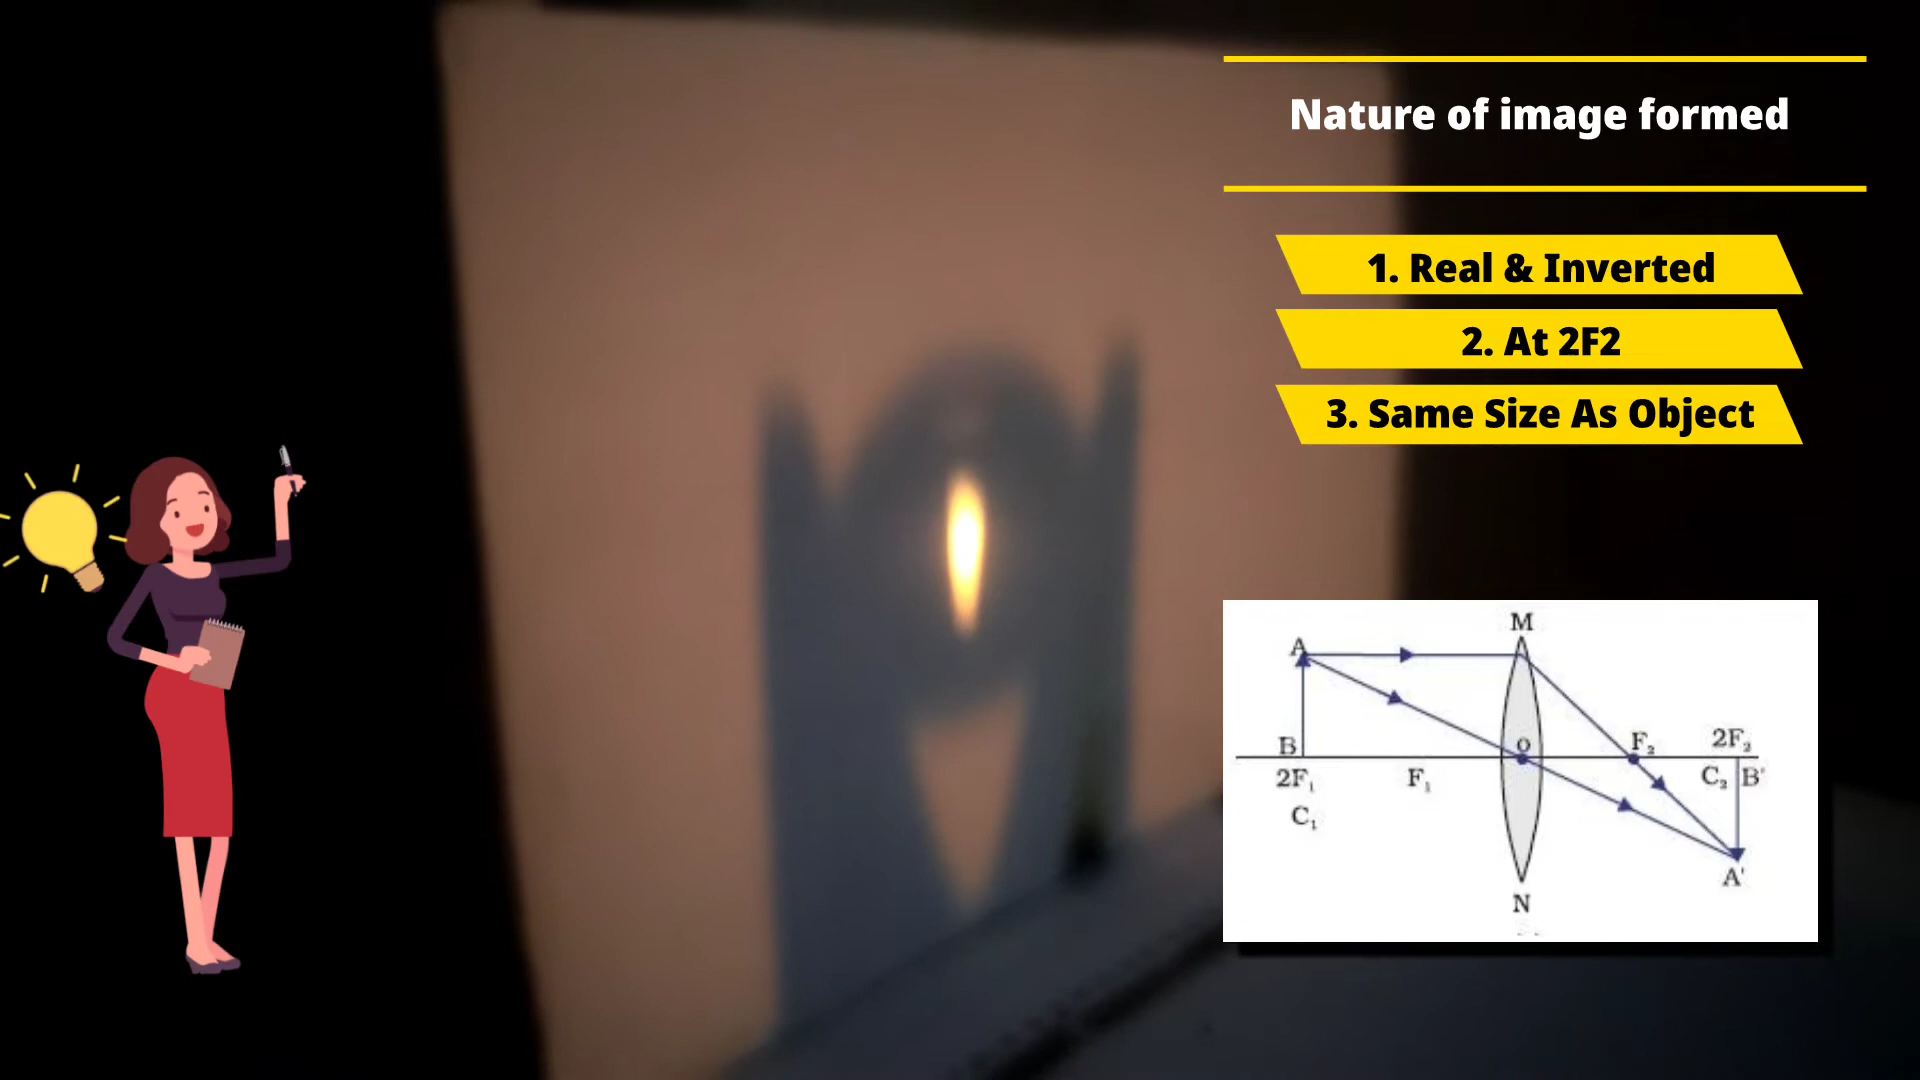 Nature of image formed
1. Real & Inverted
2. At 2F2
3. Same Size As Object
M
A
B
O
F₂
2F₂
2F₁
F₁
C₂
B'
C₁
A'
N